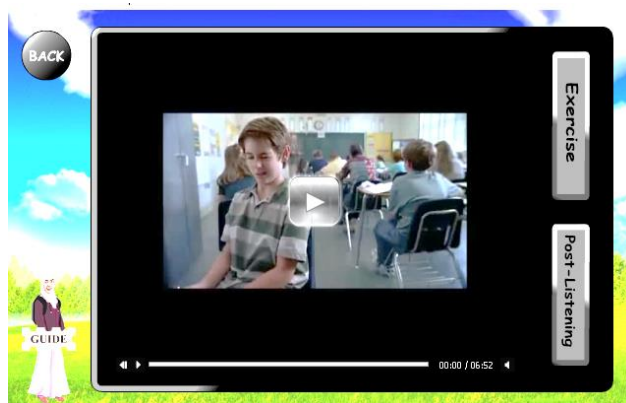 BACK
Exercise
Post-Listening
GUIDE
00:00 / 06:52